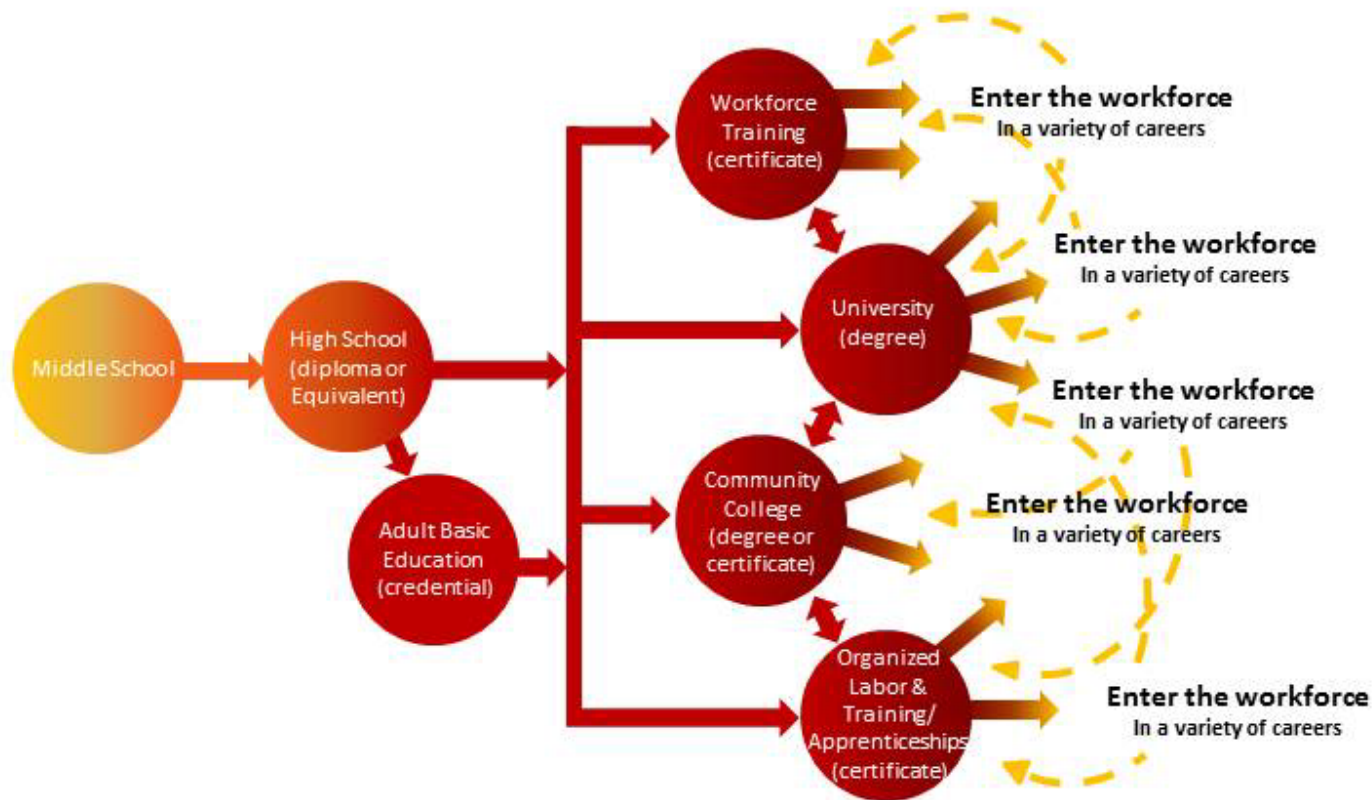 Workforce
Training
(certificate)
Enter the workforce
In a variety of careers
University
(degree)
Enter the workforce
In a variety of careers
Middle School
High School
(diploma or
Equivalent)
Enter the workforce
In a variety of careers
Adult Basic
Education
(credential)
Community
College
(degree or
certificate)
Enter the workforce
In a variety of careers
Organized
Labor &
Training/
Apprenticeships
(certificate)
Enter the workforce
In a variety of careers